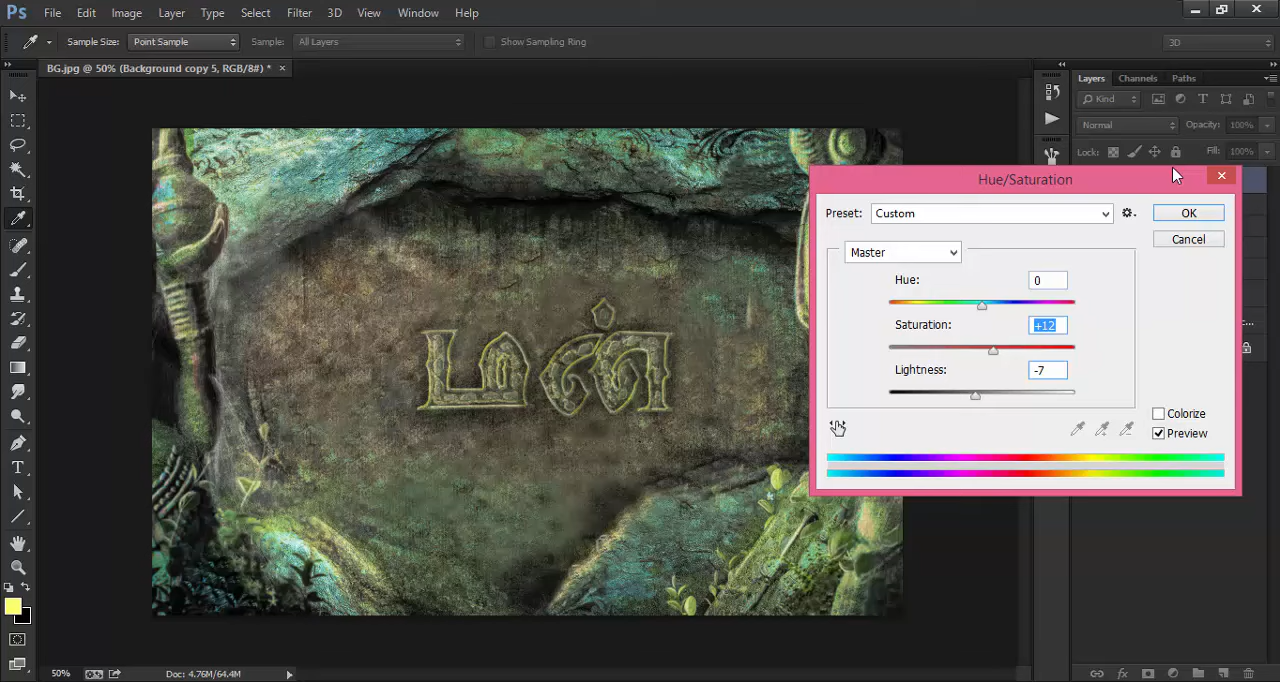 Ps File Edit Image Layer Type Select Filter 3D View Window Help
Sample Size: Point Sample Sample: All Layers Show Sampling Ring 3D
BG.jpg @ 50% (Background copy 5, RGB/8#) * ×
Layers Channels Paths
Kind
Normal Opacity: 100%
Lock: Fill: 100%
Hue/Saturation
Preset: Custom OK
Cancel
Master
Hue: 0
Saturation: +12
Lightness: -7
Colorize
Preview
50% Doc: 4.76M/64.4M